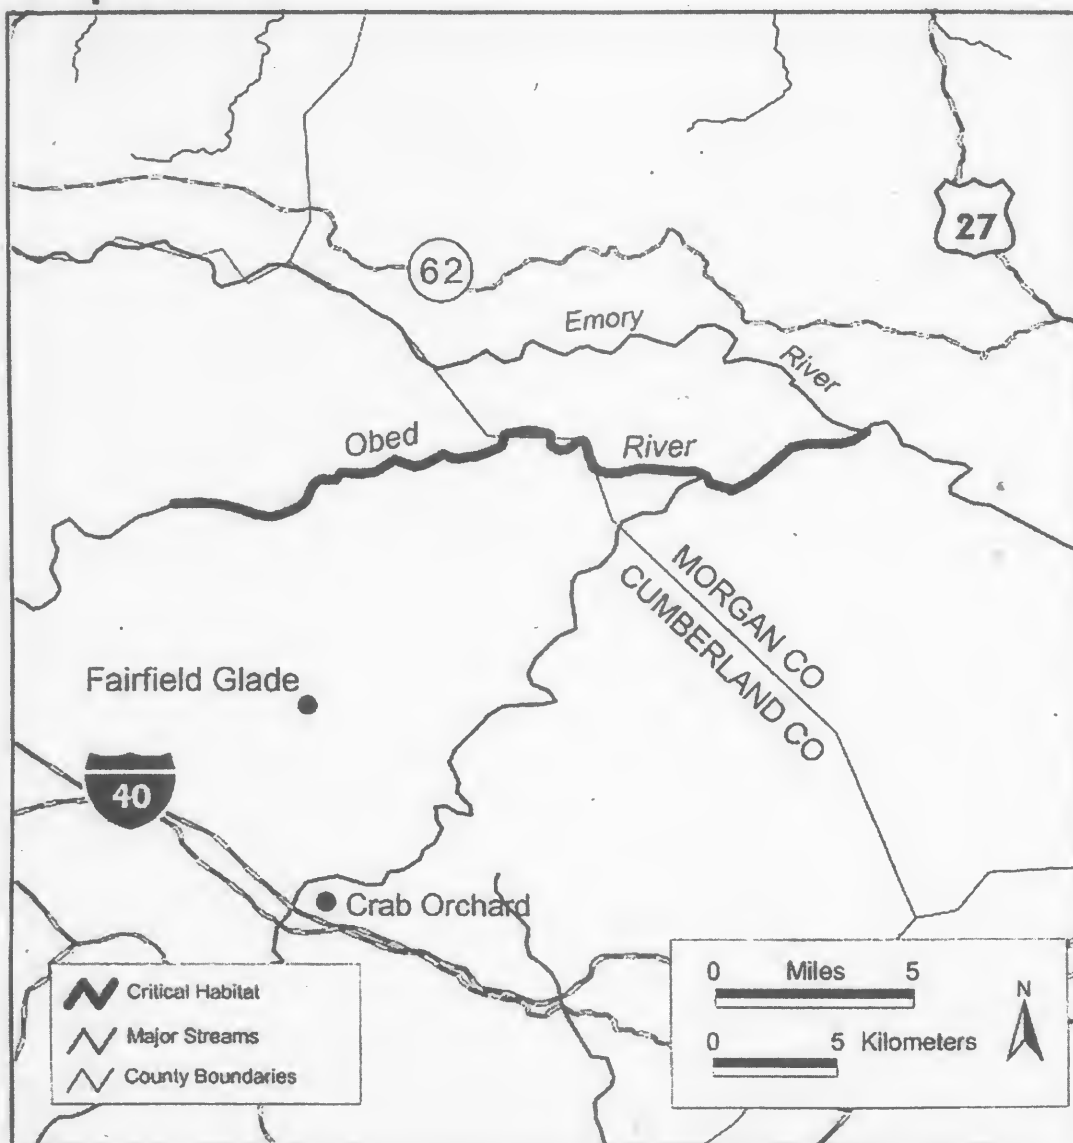 27
62
Emory
River
Obed
River
MORGAN CO
CUMBERLAND CO
Fairfield Glade
40
Crab Orchard
Critical Habitat
Major Streams
County Boundaries
0 Miles 5
0 5 Kilometers
N